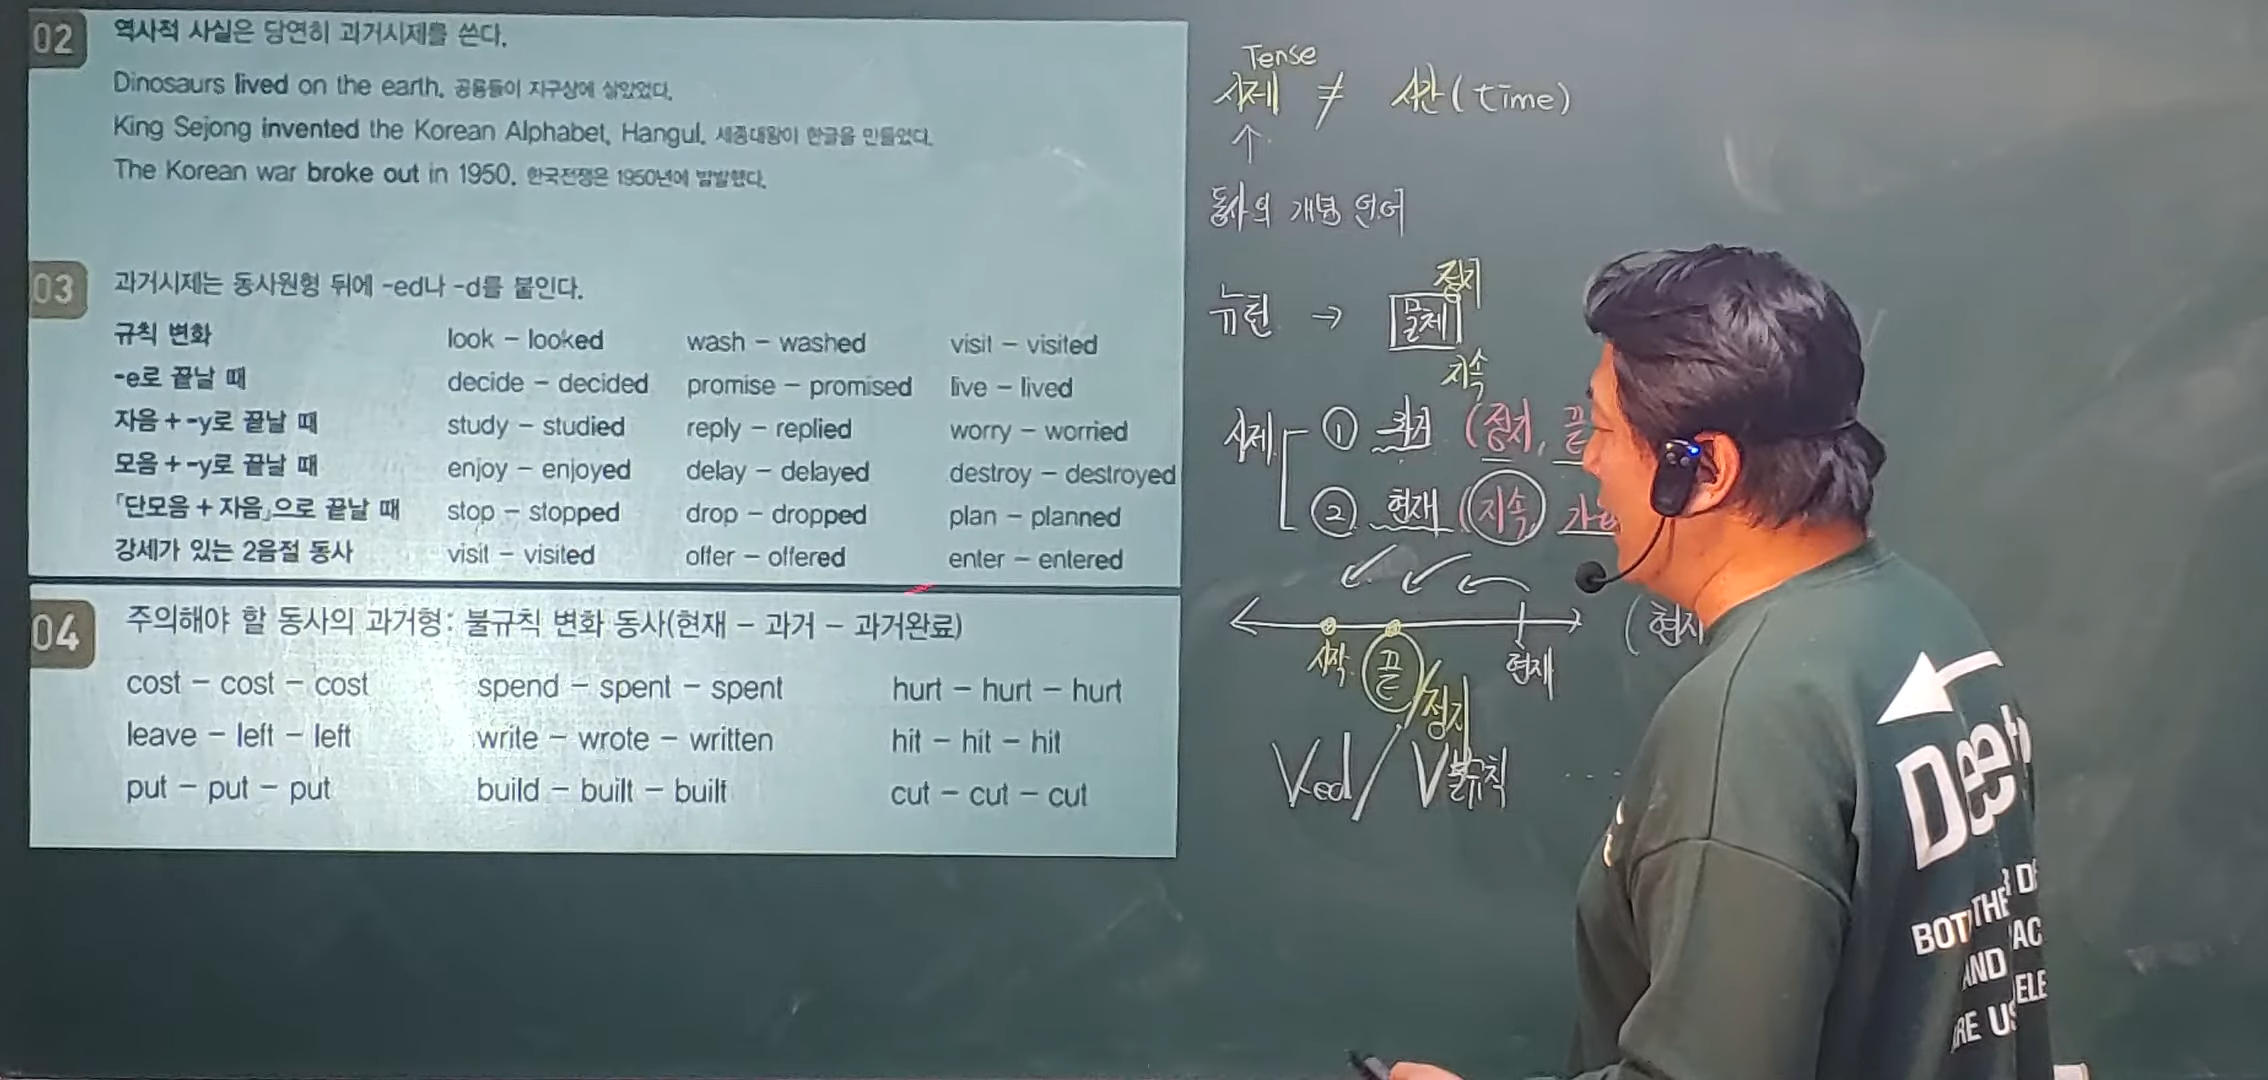 02 역사적 사실은 당연히 과거시제를 쓴다.
Dinosaurs lived on the earth. 공룡들이 지구상에 살았었다.
King Sejong invented the Korean Alphabet, Hangul. 세종대왕이 한글을 만들었다.
The Korean war broke out in 1950. 한국전쟁은 1950년에 발발했다.
03 과거시제는 동사원형 뒤에 -ed나 -d를 붙인다.
규칙 변화 look – looked wash – washed visit – visited
-e로 끝날 때 decide – decided promise – promised live – lived
자음 + -y로 끝날 때 study – studied reply – replied worry – worried
모음 + -y로 끝날 때 enjoy – enjoyed delay – delayed destroy – destroyed
「단모음 + 자음」으로 끝날 때 stop – stopped drop – dropped plan – planned
강세가 있는 2음절 동사 visit – visited offer – offered enter – entered
04 주의해야 할 동사의 과거형: 불규칙 변화 동사(현재 – 과거 – 과거완료)
cost – cost – cost spend – spent – spent hurt – hurt – hurt
leave – left – left write – wrote – written hit – hit – hit
put – put – put build – built – built cut – cut – cut
Tense
시제 ≠ 시간(time)
↑
동사의 개념 언어
정지
뉴턴 → 물체
지속
시제 ① 과거 (정지,
② 현재 (지속,
시작 끝/정지 현재
Ved / V불규칙
Deep
BOTH THE
AND
ARE US